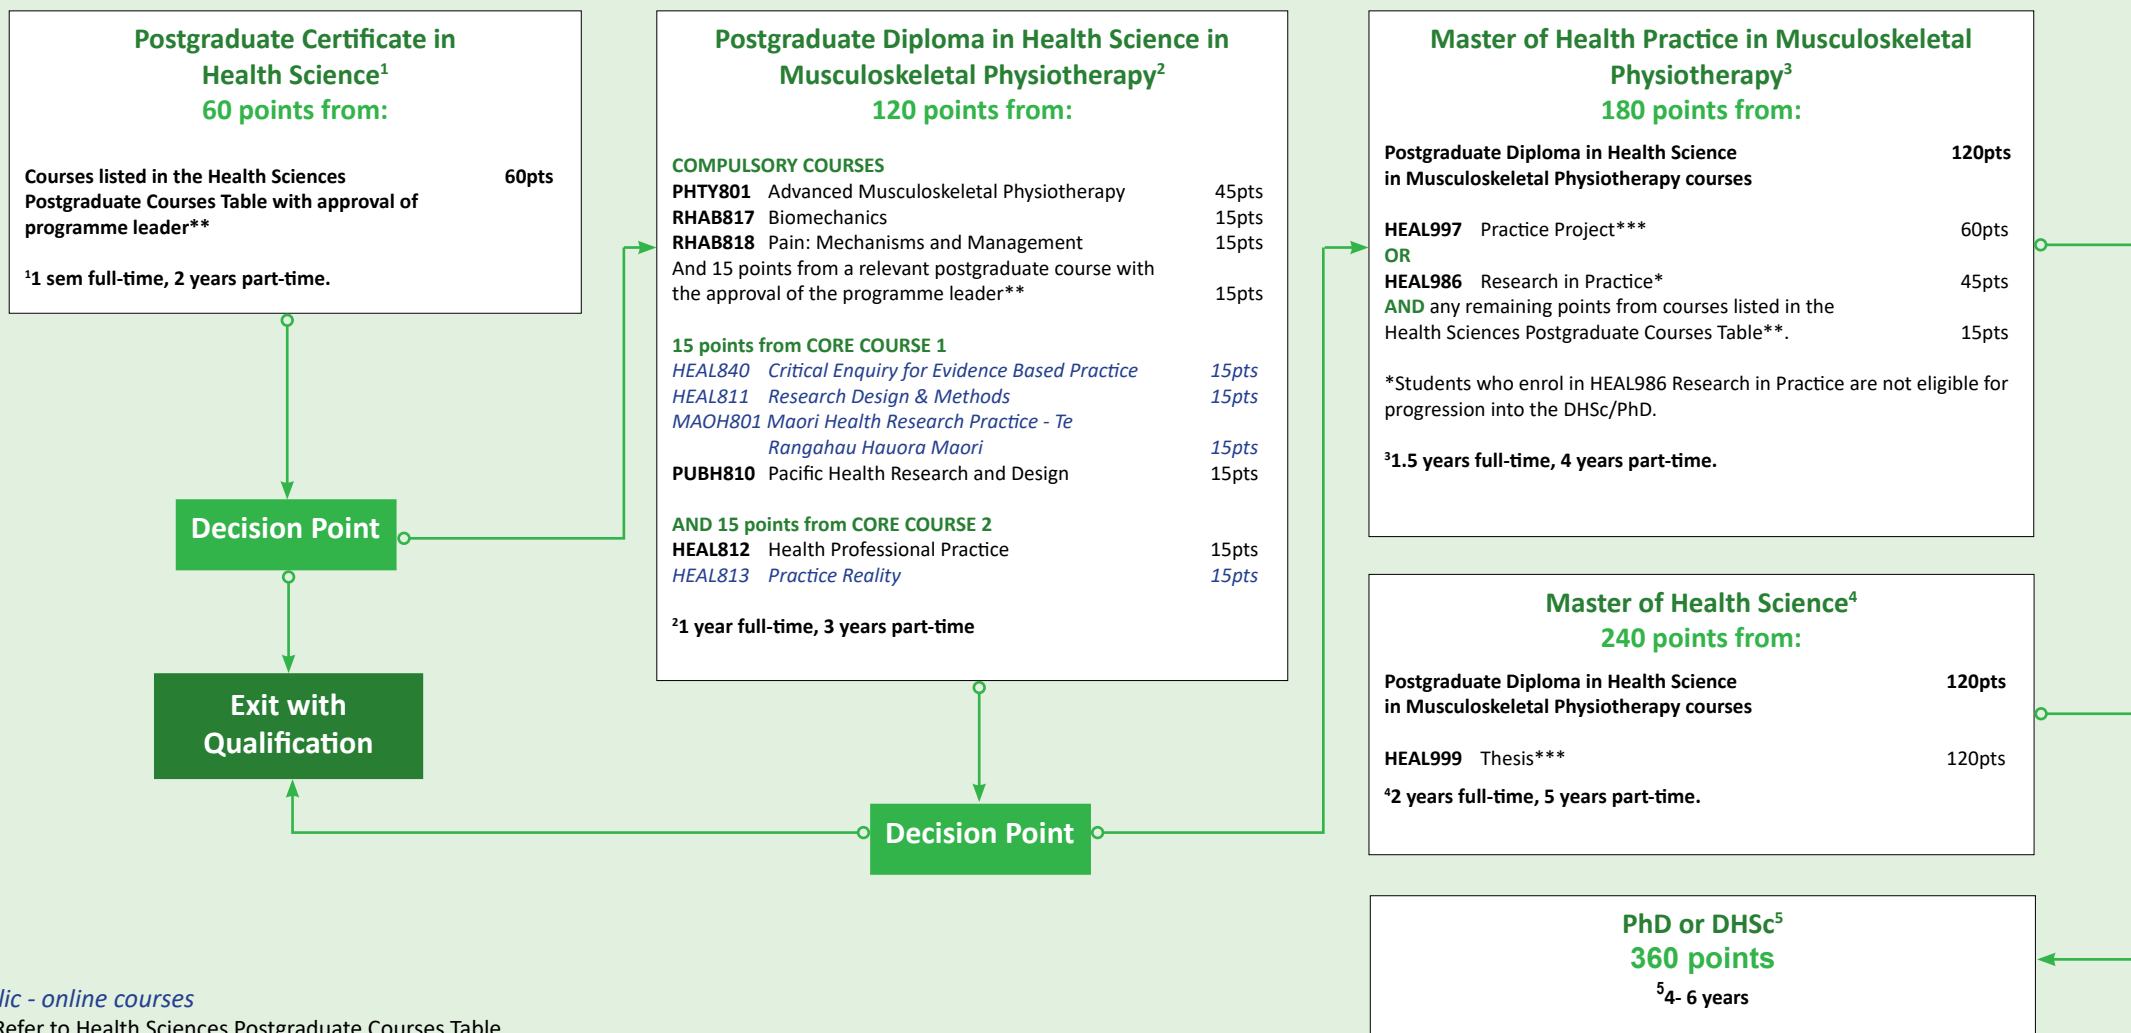 Postgraduate Certificate in
Health Science¹
60 points from:
Courses listed in the Health Sciences 60pts
Postgraduate Courses Table with approval of
programme leader**
¹1 sem full-time, 2 years part-time.
Decision Point
Exit with
Qualification
Postgraduate Diploma in Health Science in
Musculoskeletal Physiotherapy²
120 points from:
COMPULSORY COURSES
PHTY801 Advanced Musculoskeletal Physiotherapy 45pts
RHAB817 Biomechanics 15pts
RHAB818 Pain: Mechanisms and Management 15pts
And 15 points from a relevant postgraduate course with
the approval of the programme leader** 15pts
15 points from CORE COURSE 1
HEAL840 Critical Enquiry for Evidence Based Practice 15pts
HEAL811 Research Design & Methods 15pts
MAOH801 Maori Health Research Practice - Te
Rangahau Hauora Maori 15pts
PUBH810 Pacific Health Research and Design 15pts
AND 15 points from CORE COURSE 2
HEAL812 Health Professional Practice 15pts
HEAL813 Practice Reality 15pts
²1 year full-time, 3 years part-time
Decision Point
Master of Health Practice in Musculoskeletal
Physiotherapy³
180 points from:
Postgraduate Diploma in Health Science 120pts
in Musculoskeletal Physiotherapy courses
HEAL997 Practice Project*** 60pts
OR
HEAL986 Research in Practice* 45pts
AND any remaining points from courses listed in the
Health Sciences Postgraduate Courses Table**. 15pts
*Students who enrol in HEAL986 Research in Practice are not eligible for
progression into the DHSc/PhD.
³1.5 years full-time, 4 years part-time.
Master of Health Science⁴
240 points from:
Postgraduate Diploma in Health Science 120pts
in Musculoskeletal Physiotherapy courses
HEAL999 Thesis*** 120pts
⁴2 years full-time, 5 years part-time.
PhD or DHSc⁵
360 points
⁵4- 6 years
lic - online courses
Refer to Health Sciences Postgraduate Courses Table